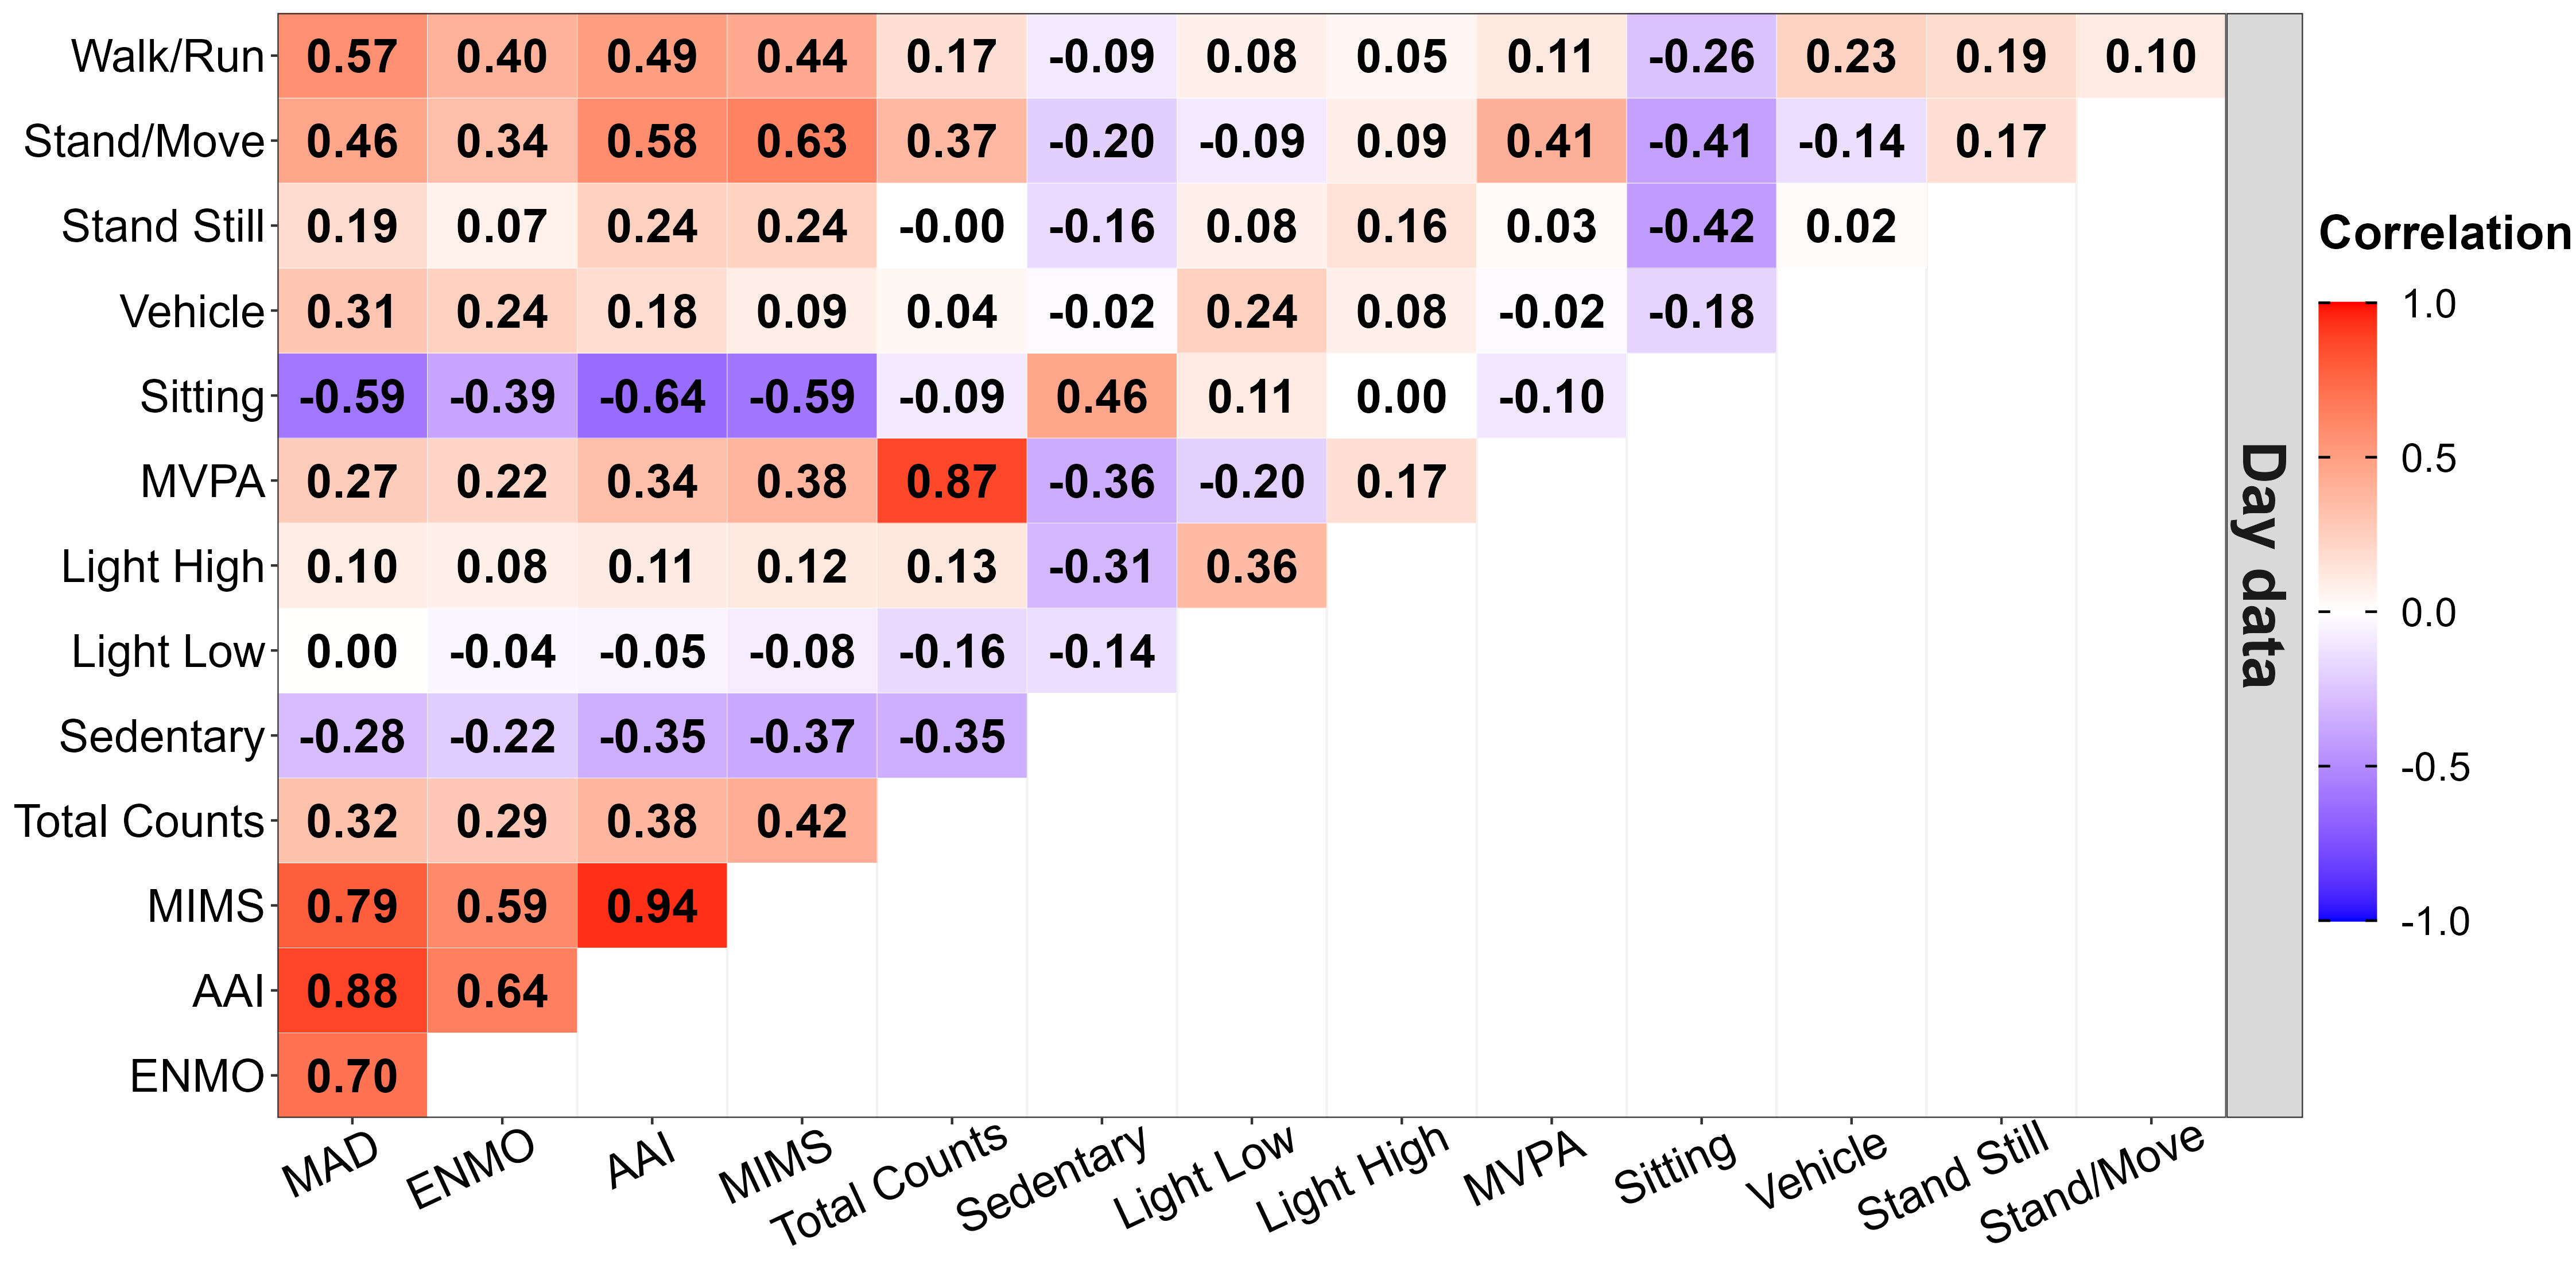 Walk/Run 0.57 0.40 0.49 0.44 0.17 -0.09 0.08 0.05 0.11 -0.26 0.23 0.19 0.10
Stand/Move 0.46 0.34 0.58 0.63 0.37 -0.20 -0.09 0.09 0.41 -0.41 -0.14 0.17
Stand Still 0.19 0.07 0.24 0.24 -0.00 -0.16 0.08 0.16 0.03 -0.42 0.02
Vehicle 0.31 0.24 0.18 0.09 0.04 -0.02 0.24 0.08 -0.02 -0.18
Sitting -0.59 -0.39 -0.64 -0.59 -0.09 0.46 0.11 0.00 -0.10
MVPA 0.27 0.22 0.34 0.38 0.87 -0.36 -0.20 0.17
Light High 0.10 0.08 0.11 0.12 0.13 -0.31 0.36
Light Low 0.00 -0.04 -0.05 -0.08 -0.16 -0.14
Sedentary -0.28 -0.22 -0.35 -0.37 -0.35
Total Counts 0.32 0.29 0.38 0.42
MIMS 0.79 0.59 0.94
AAI 0.88 0.64
ENMO 0.70
MAD ENMO AAI MIMS Total Counts Sedentary Light Low Light High MVPA Sitting Vehicle Stand Still Stand/Move
Day data
Correlation
1.0
0.5
0.0
-0.5
-1.0